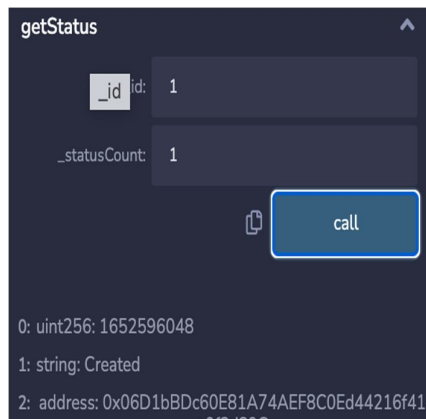 getStatus
_id id: 1
_statusCount: 1
call
0: uint256: 1652596048
1: string: Created
2: address: 0x06D1bBDc60E81A74AEF8C0Ed44216f41